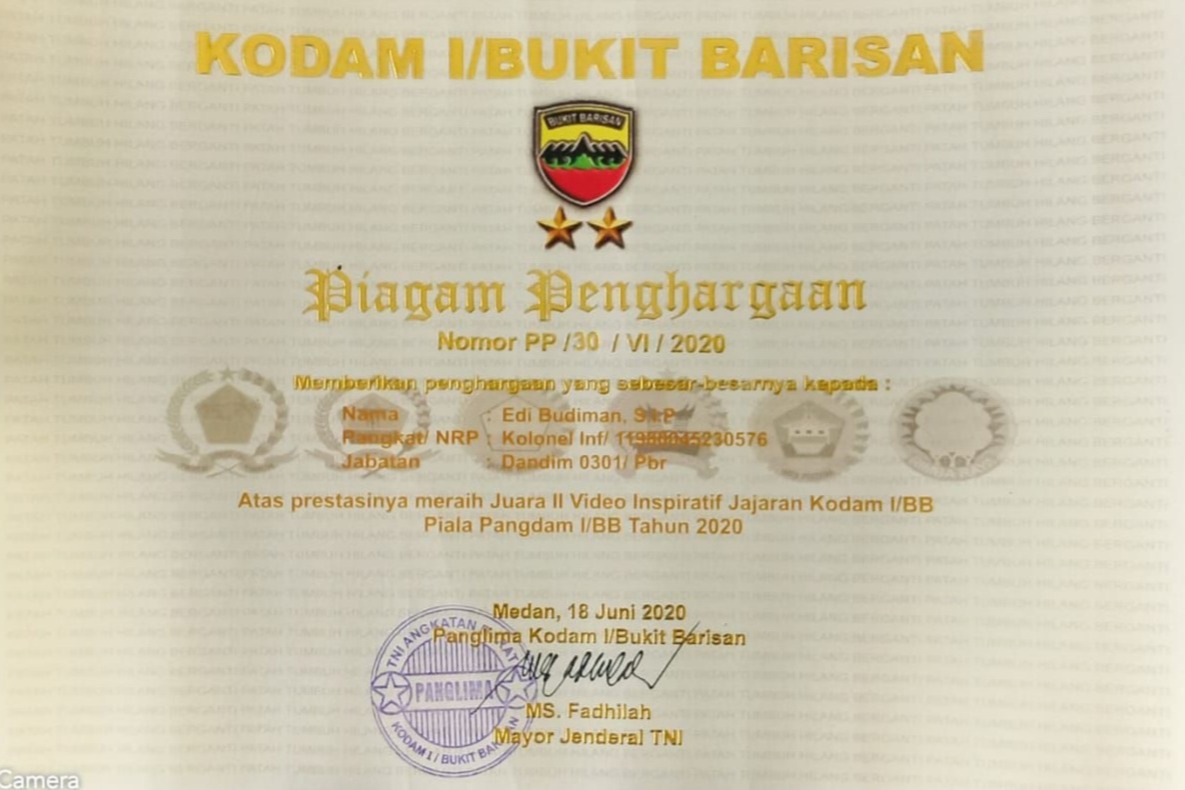 KODAM I/BUKIT BARISAN
BUKIT BARISAN
Piagam Penghargaan
Nomor PP /30 / VI / 2020
Memberikan penghargaan yang sebesar-besarnya kepada :
Nama : Edi Budiman, S.I.P
Pangkat/ NRP : Kolonel Inf/
Jabatan : Dandim 0301/ Pbr
Atas prestasinya meraih Juara II Video Inspiratif Jajaran Kodam I/BB
Piala Pangdam I/BB Tahun 2020
Medan, 18 Juni 2020
Panglima Kodam I/Bukit Barisan
TNI ANGKATAN
PANGLIMA
KODAM I / BUKIT
MS. Fadhilah
Mayor Jenderal TNI
Camera